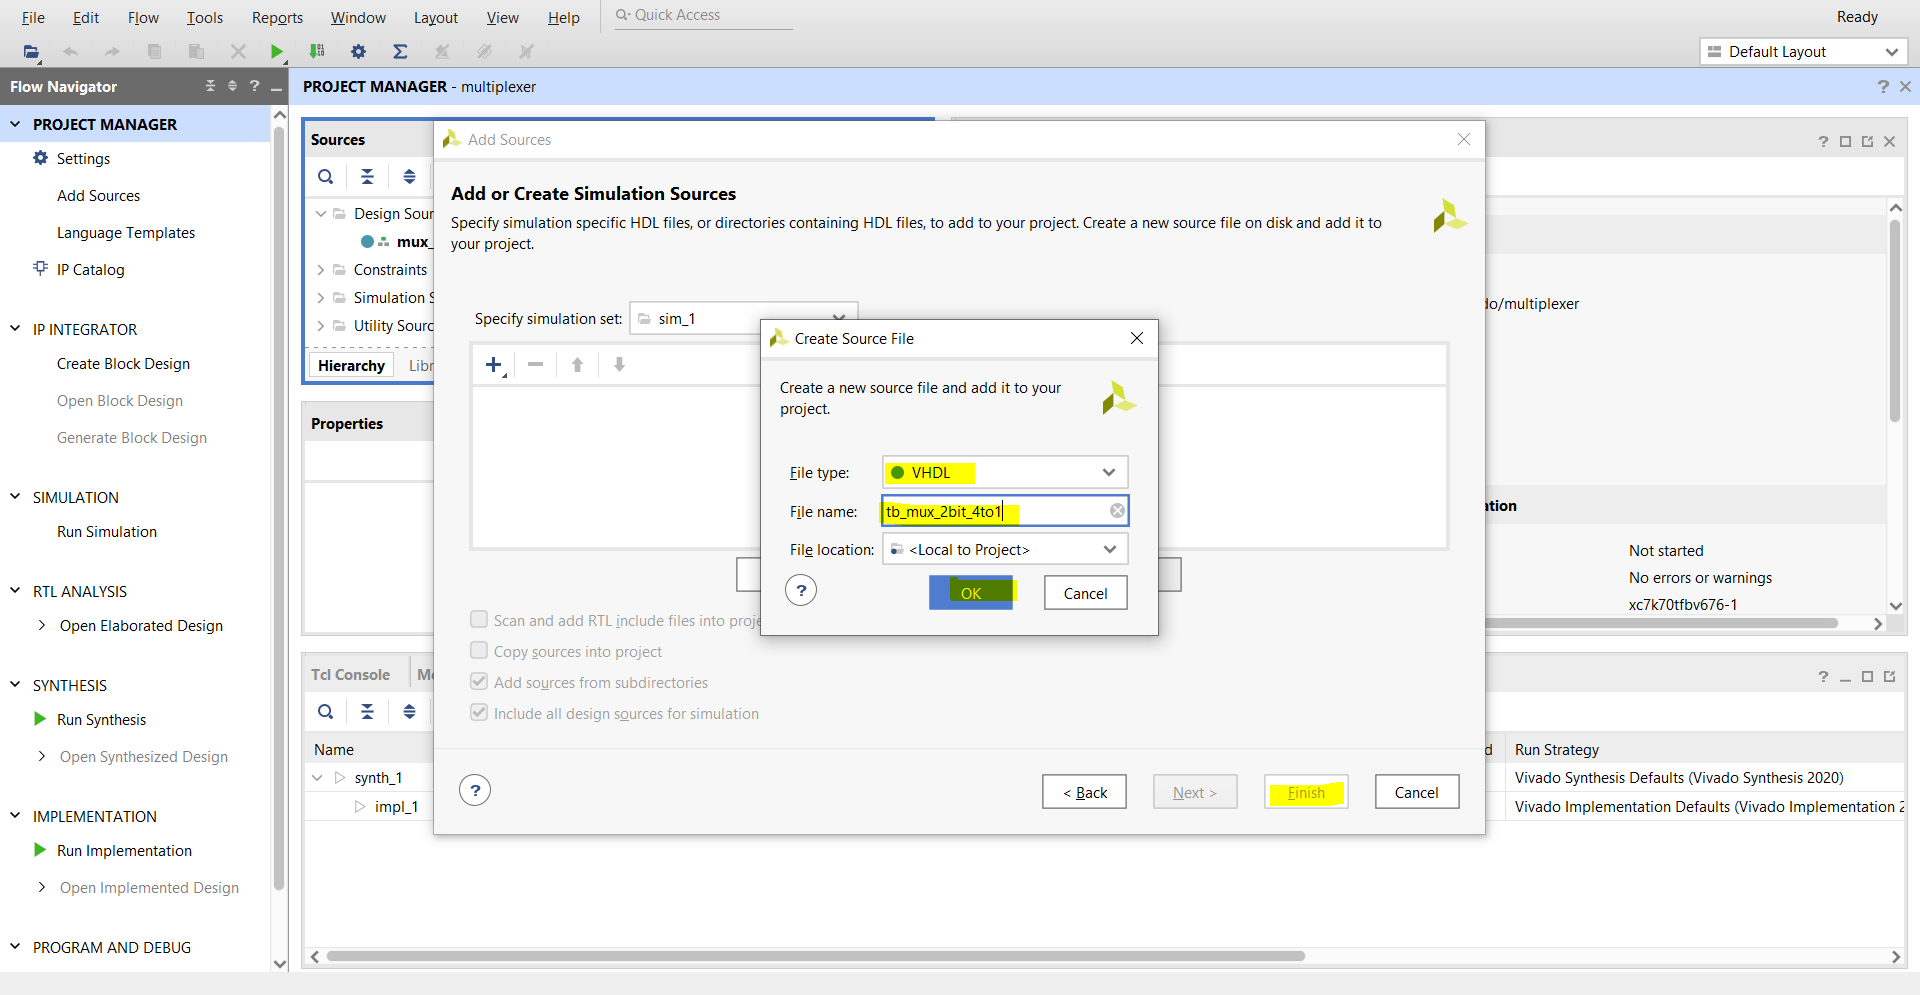 File Edit Flow Tools Reports Window Layout View Help Quick Access Ready
Default Layout
Flow Navigator ? _
PROJECT MANAGER - multiplexer ?
PROJECT MANAGER
Settings
Add Sources
Language Templates
IP Catalog
IP INTEGRATOR
Create Block Design
Open Block Design
Generate Block Design
SIMULATION
Run Simulation
RTL ANALYSIS
Open Elaborated Design
SYNTHESIS
Run Synthesis
Open Synthesized Design
IMPLEMENTATION
Run Implementation
Open Implemented Design
PROGRAM AND DEBUG
Sources
Design Sour
mux_
Constraints
Simulation S
Utility Sourc
Hierarchy Libr
Properties
Add Sources
Add or Create Simulation Sources
Specify simulation specific HDL files, or directories containing HDL files, to add to your project. Create a new source file on disk and add it to
your project.
Specify simulation set: sim_1
Create Source File
Create a new source file and add it to your
project.
File type: VHDL
File name: tb_mux_2bit_4to1
File location: <Local to Project>
? OK Cancel
Scan and add RTL include files into proje
Copy sources into project
Add sources from subdirectories
Include all design sources for simulation
? < Back Next > Finish Cancel
?
do/multiplexer
ation
Not started
No errors or warnings
xc7k70tfbv676-1
Tcl Console Me
?
Name d Run Strategy
synth_1 Vivado Synthesis Defaults (Vivado Synthesis 2020)
impl_1 Vivado Implementation Defaults (Vivado Implementation 2